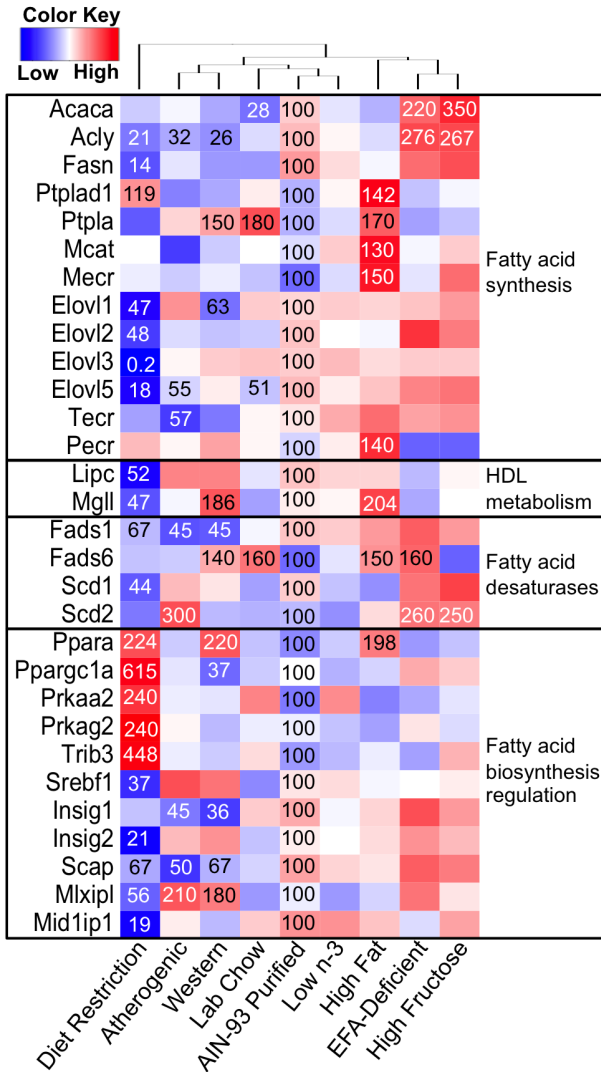 Color Key
Low High
Acaca 28 100 220 350
Acly 21 32 26 100 276 267
Fasn 14 100
Ptplad1 119 100 142
Ptpla 150 180 100 170
Mcat 100 130
Mecr 100 150
Fatty acid
synthesis
Elovl1 47 63 100
Elovl2 48 100
Elovl3 0.2 100
Elovl5 18 55 51 100
Tecr 57 100
Pecr 100 140
Lipc 52 100
Mgll 47 186 100 204
HDL
metabolism
Fads1 67 45 45 100
Fads6 140 160 100 150 160
Scd1 44 100
Scd2 300 100 260 250
Fatty acid
desaturases
Ppara 224 220 100 198
Ppargc1a 615 37 100
Prkaa2 240 100
Prkag2 240 100
Trib3 448 100
Srebf1 37 100
Insig1 45 36 100
Insig2 21 100
Scap 67 50 67 100
Mlxipl 56 210 180 100
Mid1ip1 19 100
Fatty acid
biosynthesis
regulation
Diet Restriction
Atherogenic
Western
Lab Chow
AIN-93 Purified
Low n-3
High Fat
EFA-Deficient
High Fructose